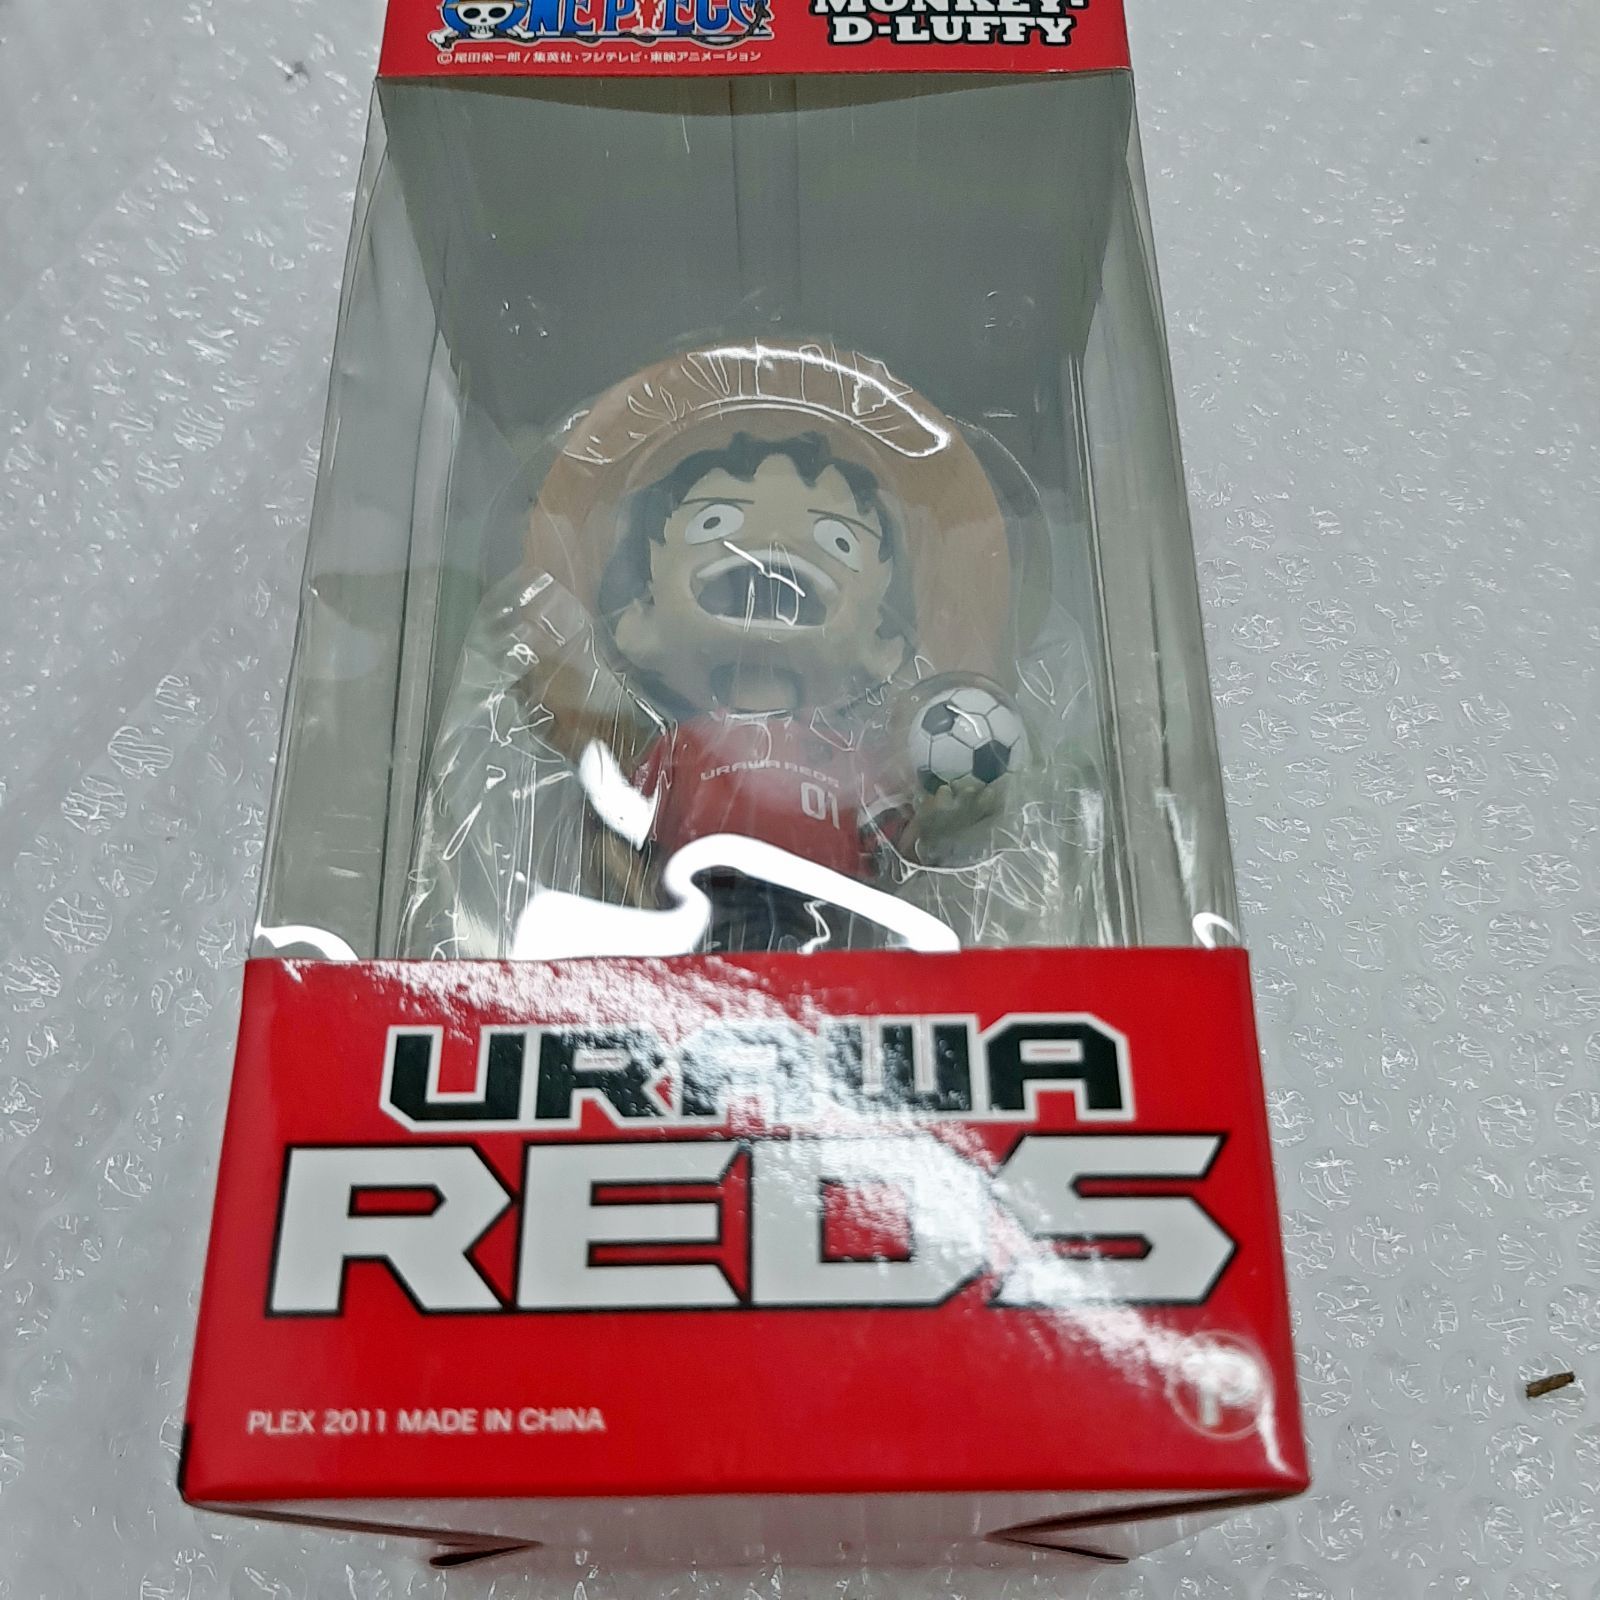 ONE PIECE
MONKEY·
D-LUFFY
©尾田栄一郎/集英社・フジテレビ・東映アニメーション
URAWA REDS
01
URAWA
REDS
P
PLEX 2011 MADE IN CHINA